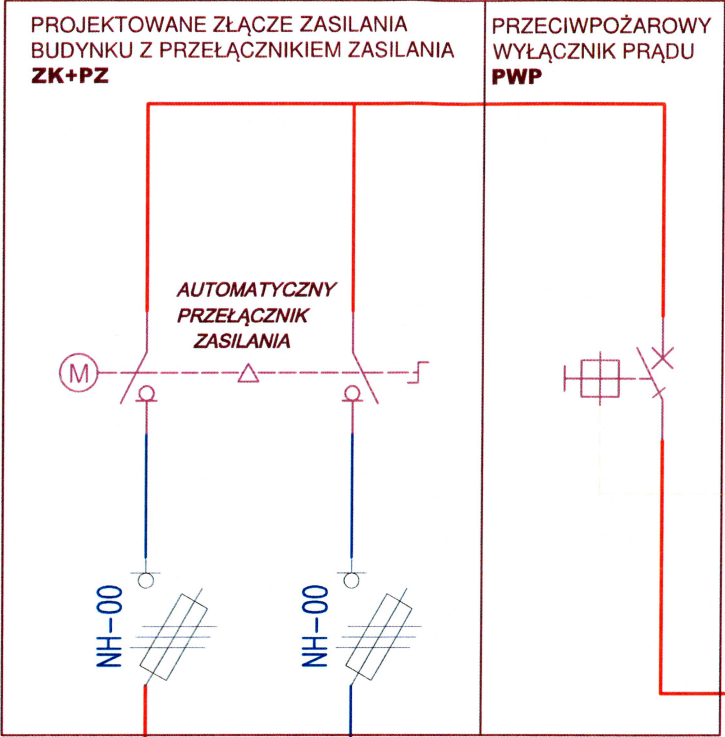 PROJEKTOWANE ZŁĄCZE ZASILANIA
BUDYNKU Z PRZEŁĄCZNIKIEM ZASILANIA
ZK+PZ
PRZECIWPOŻAROWY
WYŁĄCZNIK PRĄDU
PWP
AUTOMATYCZNY
PRZEŁĄCZNIK
ZASILANIA
M
NH-00
NH-00